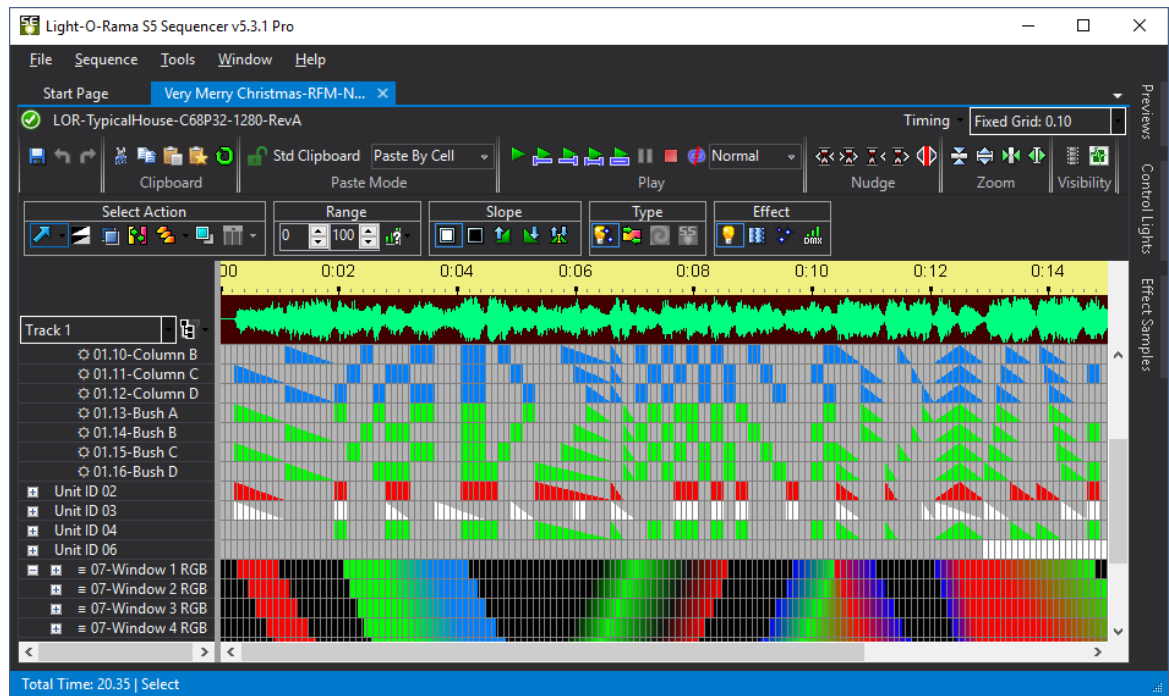 Light-O-Rama S5 Sequencer v5.3.1 Pro
File Sequence Tools Window Help
Start Page Very Merry Christmas-RFM-N...
LOR-TypicalHouse-C68P32-1280-RevA Timing Fixed Grid: 0.10
Std Clipboard Paste By Cell Normal
Clipboard Paste Mode Play Nudge Zoom Visibility
Select Action Range Slope Type Effect
0 100 S5 dmx
00 0:02 0:04 0:06 0:08 0:10 0:12 0:14
Track 1
01.10-Column B
01.11-Column C
01.12-Column D
01.13-Bush A
01.14-Bush B
01.15-Bush C
01.16-Bush D
Unit ID 02
Unit ID 03
Unit ID 04
Unit ID 06
07-Window 1 RGB
07-Window 2 RGB
07-Window 3 RGB
07-Window 4 RGB
Total Time: 20.35 | Select
Previews
Control Lights
Effect Samples